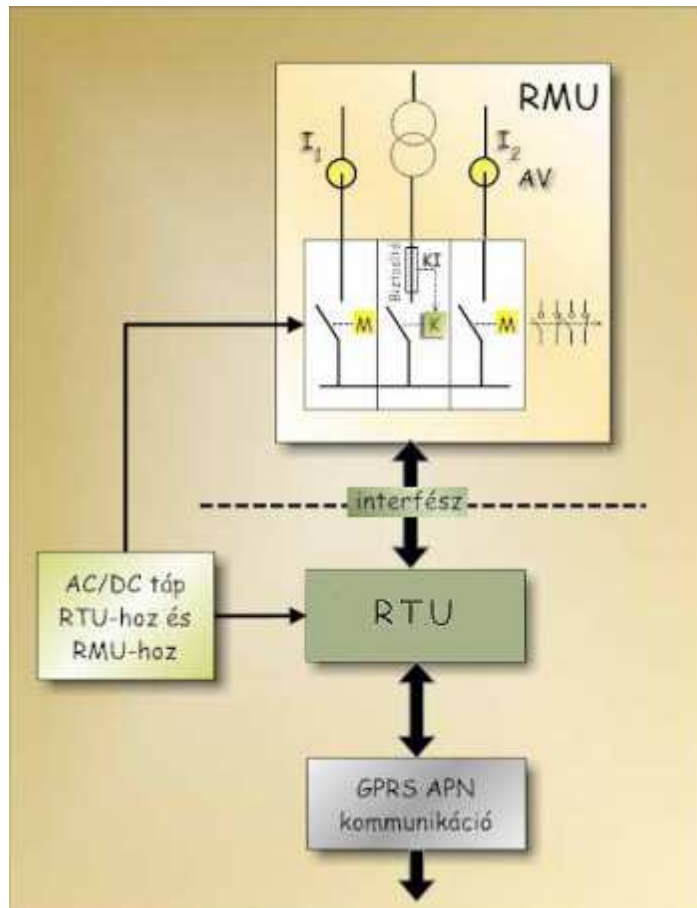 RMU
I1
I2
AV
Biztosító
KI
M
K
M
interfész
AC/DC táp
RTU-hoz és
RMU-hoz
RTU
GPRS APN
kommunikáció